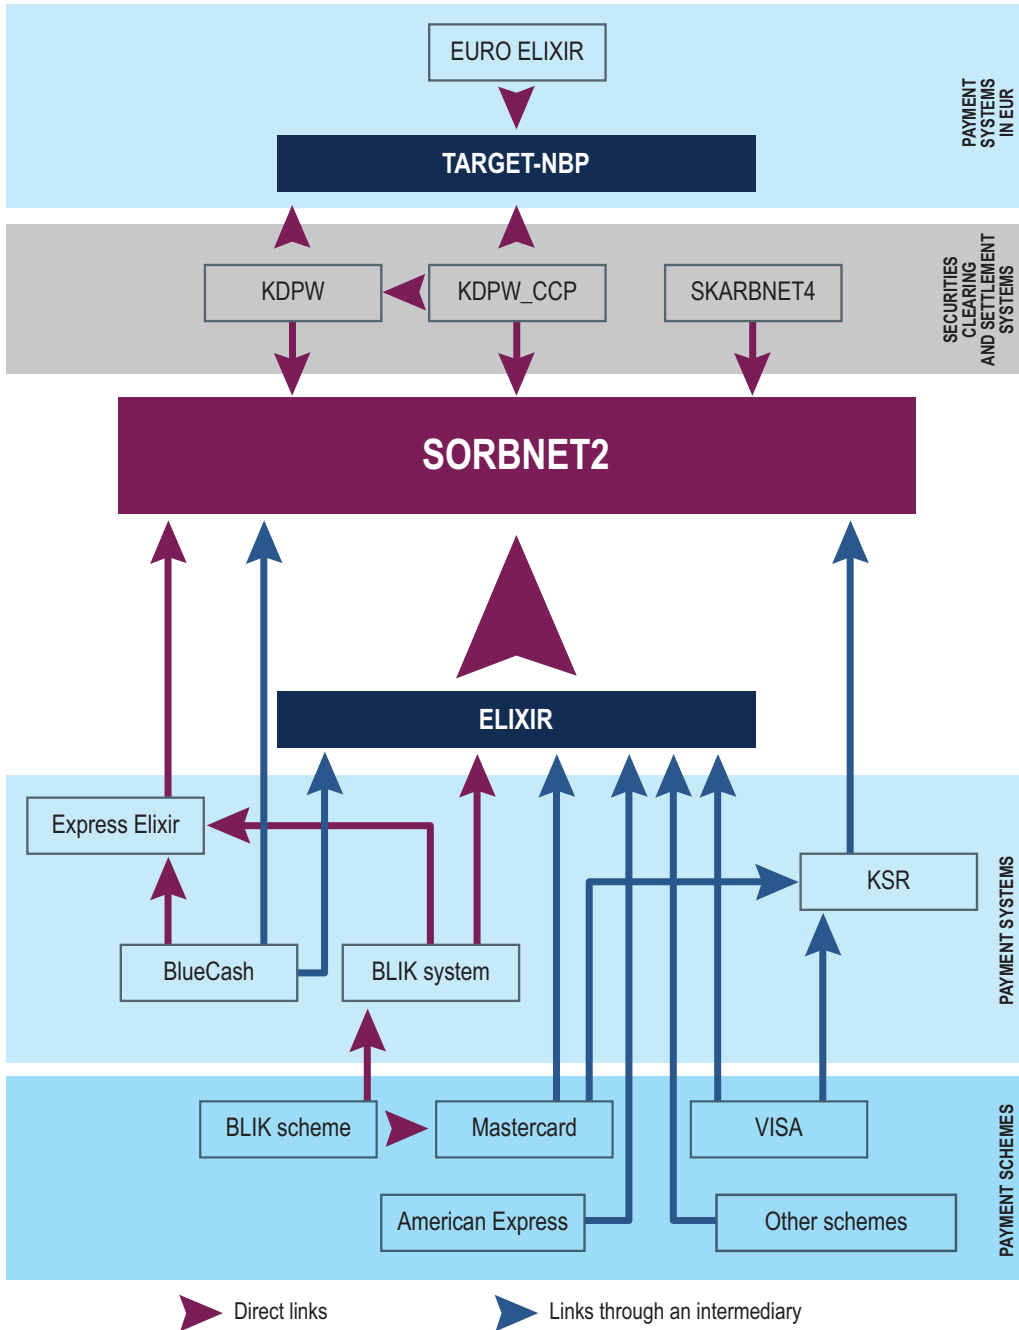 EURO ELIXIR
PAYMENT
SYSTEMS
IN EUR
TARGET-NBP
KDPW
KDPW_CCP
SKARBNET4
SECURITIES
CLEARING
AND SETTLEMENT
SYSTEMS
SORBNET2
ELIXIR
Express Elixir
KSR
BlueCash
BLIK system
PAYMENT SYSTEMS
BLIK scheme
Mastercard
VISA
American Express
Other schemes
PAYMENT SCHEMES
Direct links
Links through an intermediary